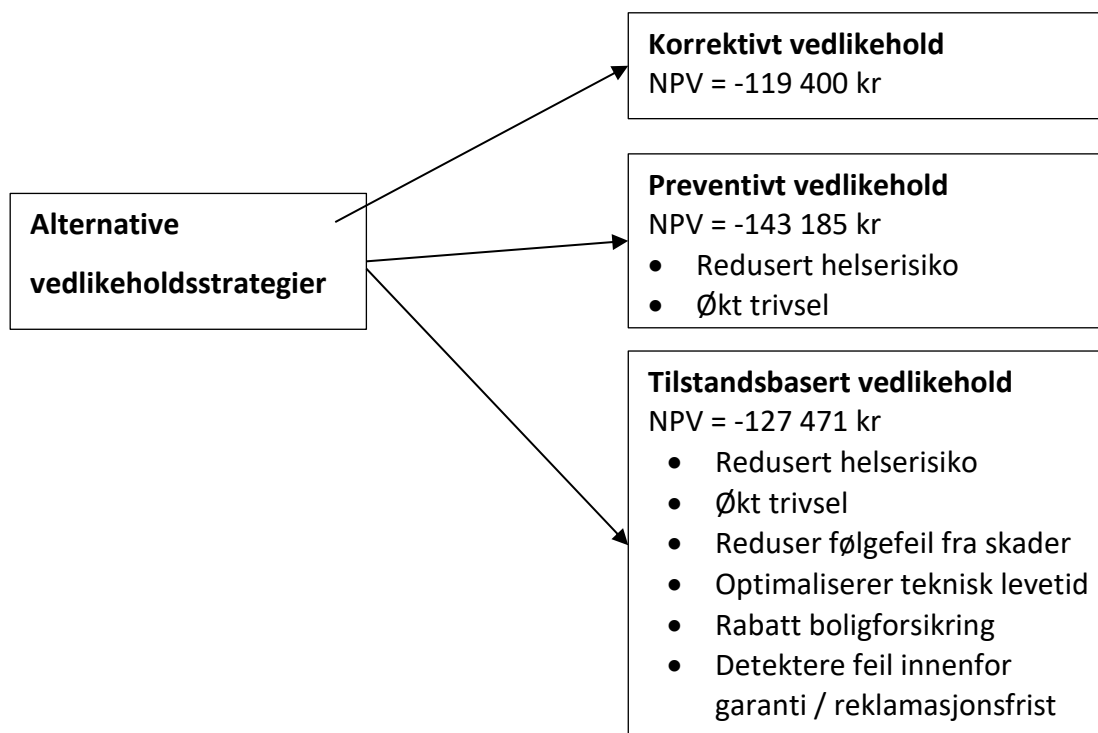 Alternative
vedlikeholdsstrategier
Korrektivt vedlikehold
NPV = -119 400 kr
Preventivt vedlikehold
NPV = -143 185 kr
• Redusert helserisiko
• Økt trivsel
Tilstandsbasert vedlikehold
NPV = -127 471 kr
• Redusert helserisiko
• Økt trivsel
• Reduser følgefeil fra skader
• Optimaliserer teknisk levetid
• Rabatt boligforsikring
• Detektere feil innenfor
garanti / reklamasjonsfrist